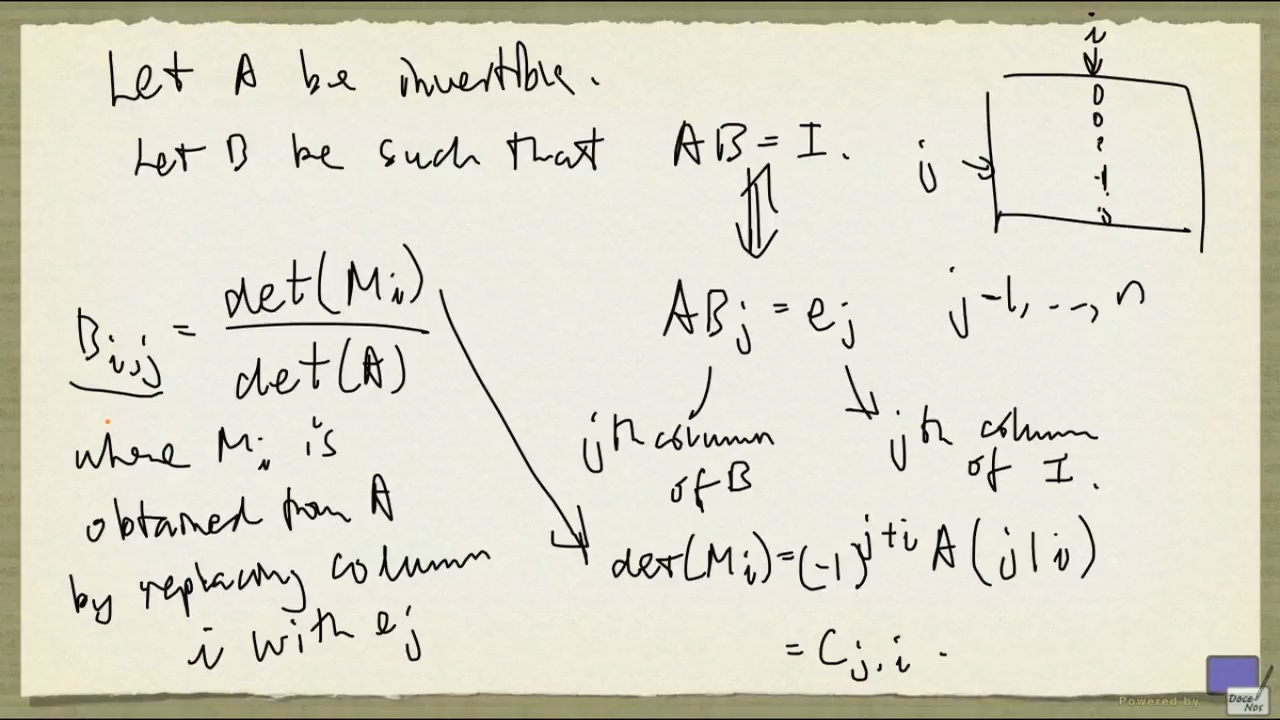 Let A be invertible.
Let B be such that AB = I.
i
0
0
1
j
AB_j = e_j j-1, ..., n
B_{i,j} = det(M_i) / det(A)
where M_i is
obtained from A
by replacing column
i with e_j
jth column
of B
jth column
of I.
det(M_i) = (-1)^{j+i} A(j|i)
= C_{j,i}.
Powered by
Doce
Nos